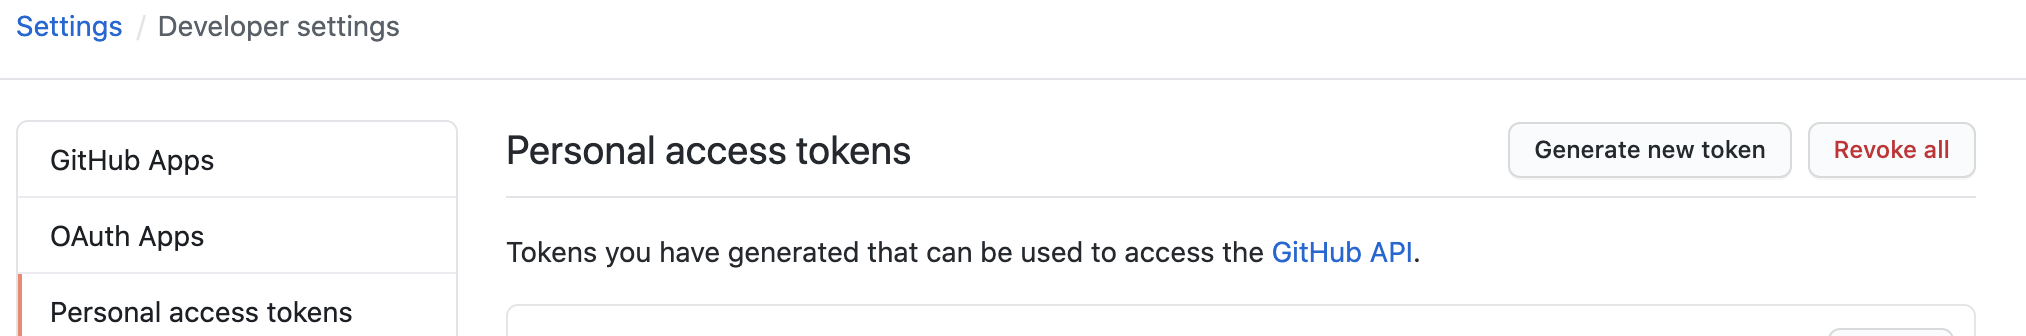 Settings / Developer settings
GitHub Apps
OAuth Apps
Personal access tokens
Personal access tokens
Generate new token
Revoke all
Tokens you have generated that can be used to access the GitHub API.